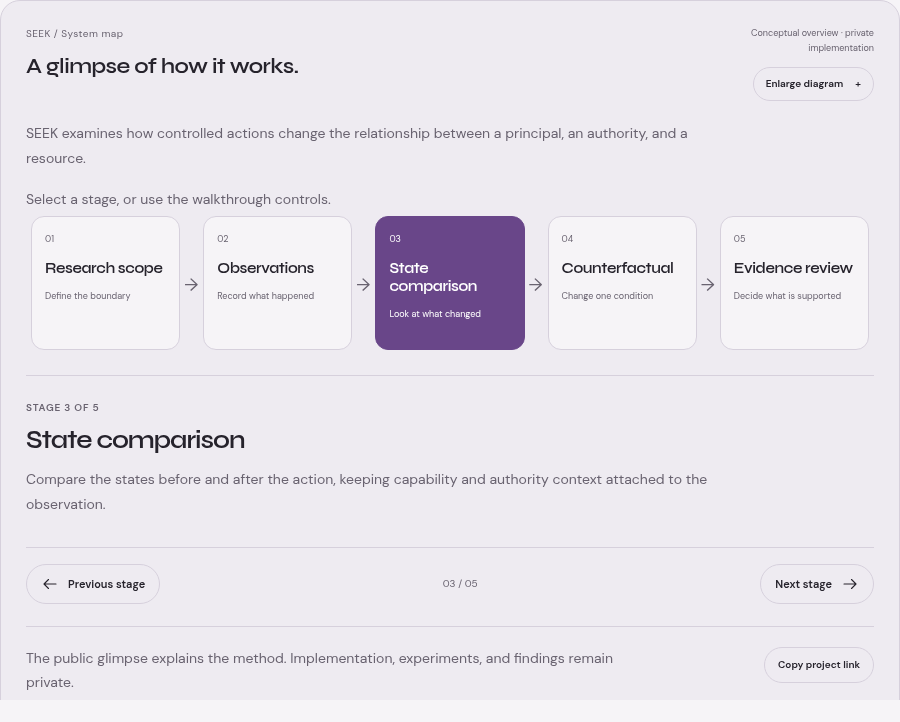 SEEK / System map
A glimpse of how it works.
Conceptual overview · private
implementation
Enlarge diagram +
SEEK examines how controlled actions change the relationship between a principal, an authority, and a
resource.
Select a stage, or use the walkthrough controls.
01
Research scope
Define the boundary
02
Observations
Record what happened
03
State
comparison
Look at what changed
04
Counterfactual
Change one condition
05
Evidence review
Decide what is supported
STAGE 3 OF 5
State comparison
Compare the states before and after the action, keeping capability and authority context attached to the
observation.
← Previous stage
03 / 05
Next stage →
The public glimpse explains the method. Implementation, experiments, and findings remain
private.
Copy project link